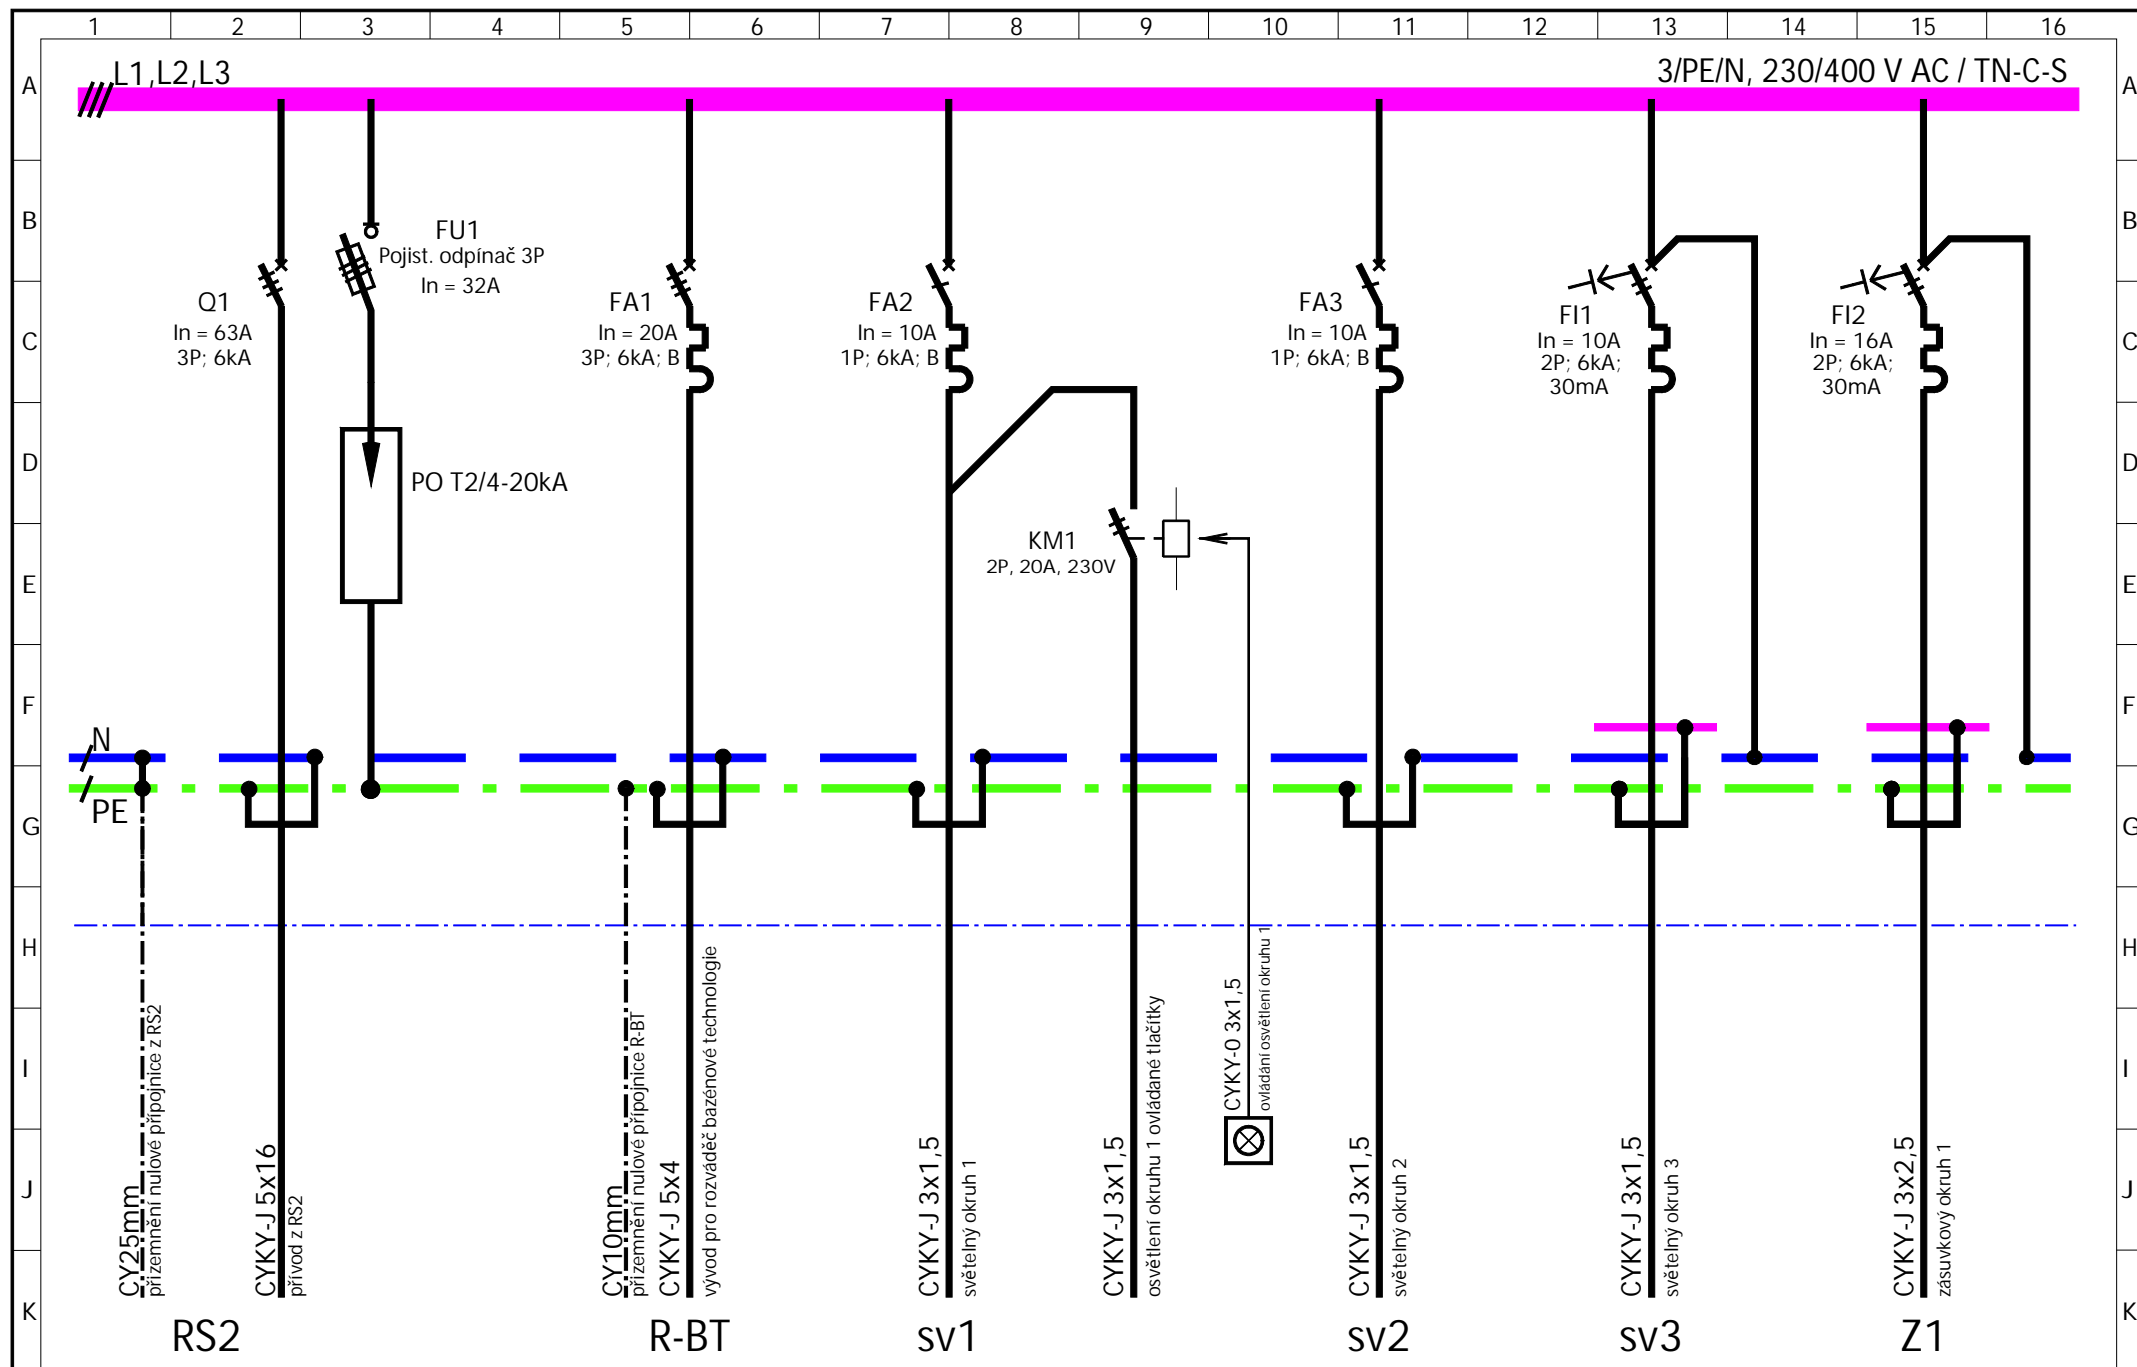 1 2 3 4 5 6 7 8 9 10 11 12 13 14 15 16
A A
B B
C C
D D
E E
F F
G G
H H
I I
J J
K K
L1,L2,L3
3/PE/N, 230/400 V AC / TN-C-S
Q1
In = 63A
3P; 6kA
FU1
Pojist. odpínač 3P
In = 32A
PO T2/4-20kA
FA1
In = 20A
3P; 6kA; B
FA2
In = 10A
1P; 6kA; B
KM1
2P, 20A, 230V
FA3
In = 10A
1P; 6kA; B
FI1
In = 10A
2P; 6kA;
30mA
FI2
In = 16A
2P; 6kA;
30mA
N
PE
CY25mm
přizemnění nulové přípojnice z RS2
CYKY-J 5x16
přívod z RS2
CY10mm
přizemnění nulové přípojnice R-BT
CYKY-J 5x4
vývod pro rozváděč bazénové technologie
CYKY-J 3x1,5
světelný okruh 1
CYKY-J 3x1,5
osvětlení okruhu 1 ovládané tlačítky
CYKY-0 3x1,5
ovládání osvětlení okruhu 1
CYKY-J 3x1,5
světelný okruh 2
CYKY-J 3x1,5
světelný okruh 3
CYKY-J 3x2,5
zásuvkový okruh 1
RS2
R-BT
sv1
sv2
sv3
Z1